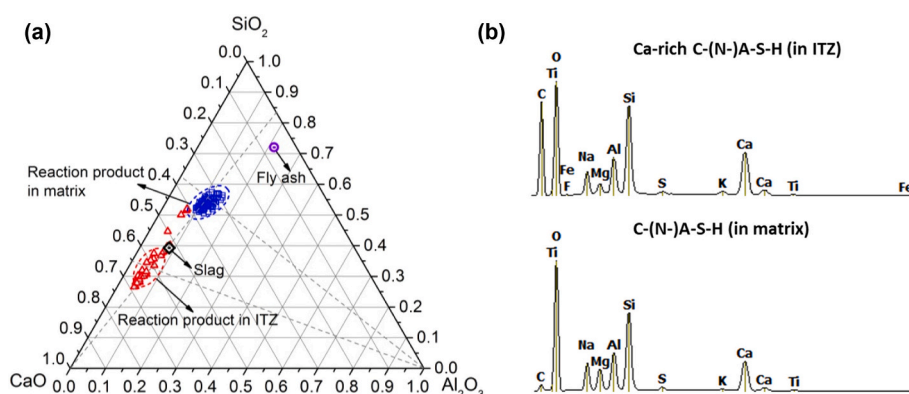 (a)
SiO2
0.0
1.0
0.1
0.9
0.2
0.8
0.3
0.7
0.4
0.6
0.5
0.5
0.6
0.4
0.7
0.3
0.8
0.2
0.9
0.1
1.0
0.0
CaO
0.0 0.1 0.2 0.3 0.4 0.5 0.6 0.7 0.8 0.9 1.0
Al2O3
Reaction product
in matrix
Fly ash
Slag
Reaction product in ITZ
(b)
Ca-rich C-(N-)A-S-H (in ITZ)
C
O
Ti
Fe
F
Na
Mg
Al
Si
S
K
Ca
Ca
Ti
Fe
C-(N-)A-S-H (in matrix)
C
O
Ti
Na
Mg
Al
Si
S
K
Ca
Ca
Ti